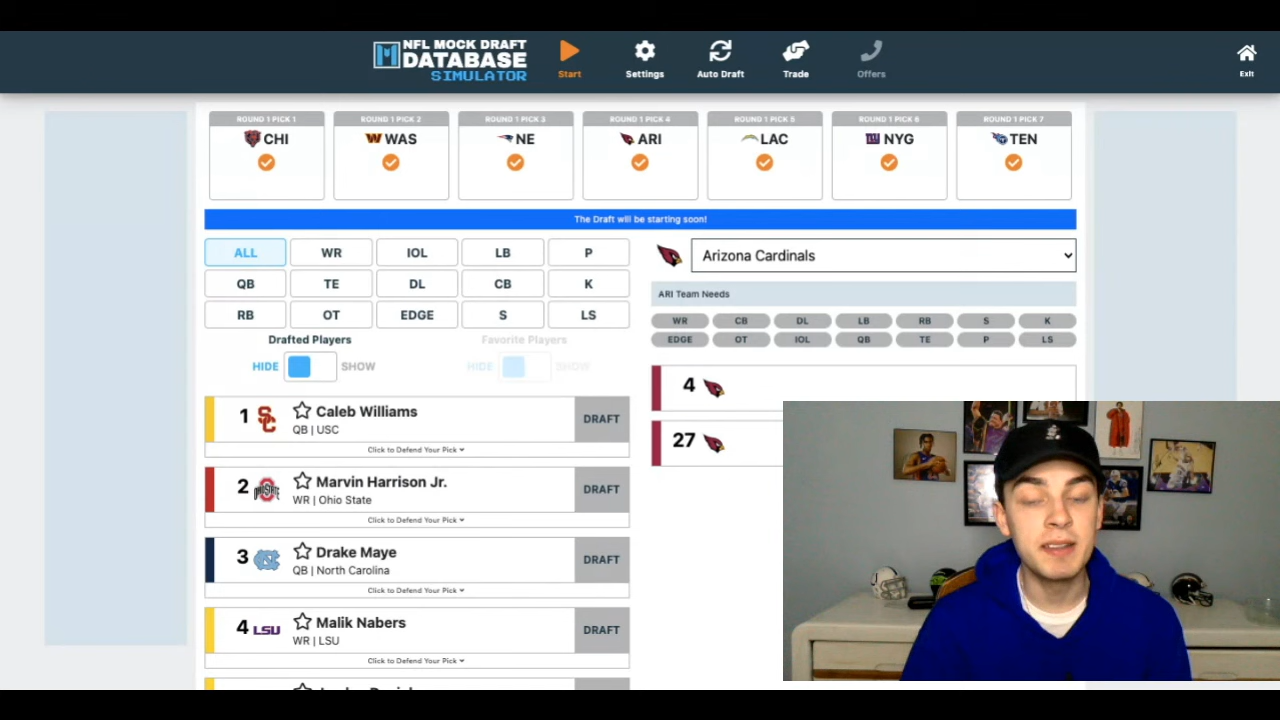 NFL MOCK DRAFT
DATABASE
SIMULATOR
Start
Settings
Auto Draft
Trade
Offers
Exit
ROUND 1 PICK 1
CHI
ROUND 1 PICK 2
WAS
ROUND 1 PICK 3
NE
ROUND 1 PICK 4
ARI
ROUND 1 PICK 5
LAC
ROUND 1 PICK 6
NYG
ROUND 1 PICK 7
TEN
The Draft will be starting soon!
ALL WR IOL LB P
QB TE DL CB K
RB OT EDGE S LS
Drafted Players
HIDE SHOW
Favorite Players
HIDE SHOW
1 SC Caleb Williams
QB | USC
DRAFT
Click to Defend Your Pick
2 OHIO STATE Marvin Harrison Jr.
WR | Ohio State
DRAFT
Click to Defend Your Pick
3 NC Drake Maye
QB | North Carolina
DRAFT
Click to Defend Your Pick
4 LSU Malik Nabers
WR | LSU
DRAFT
Click to Defend Your Pick
Arizona Cardinals
ARI Team Needs
WR CB DL LB RB S K
EDGE OT IOL QB TE P LS
4
27